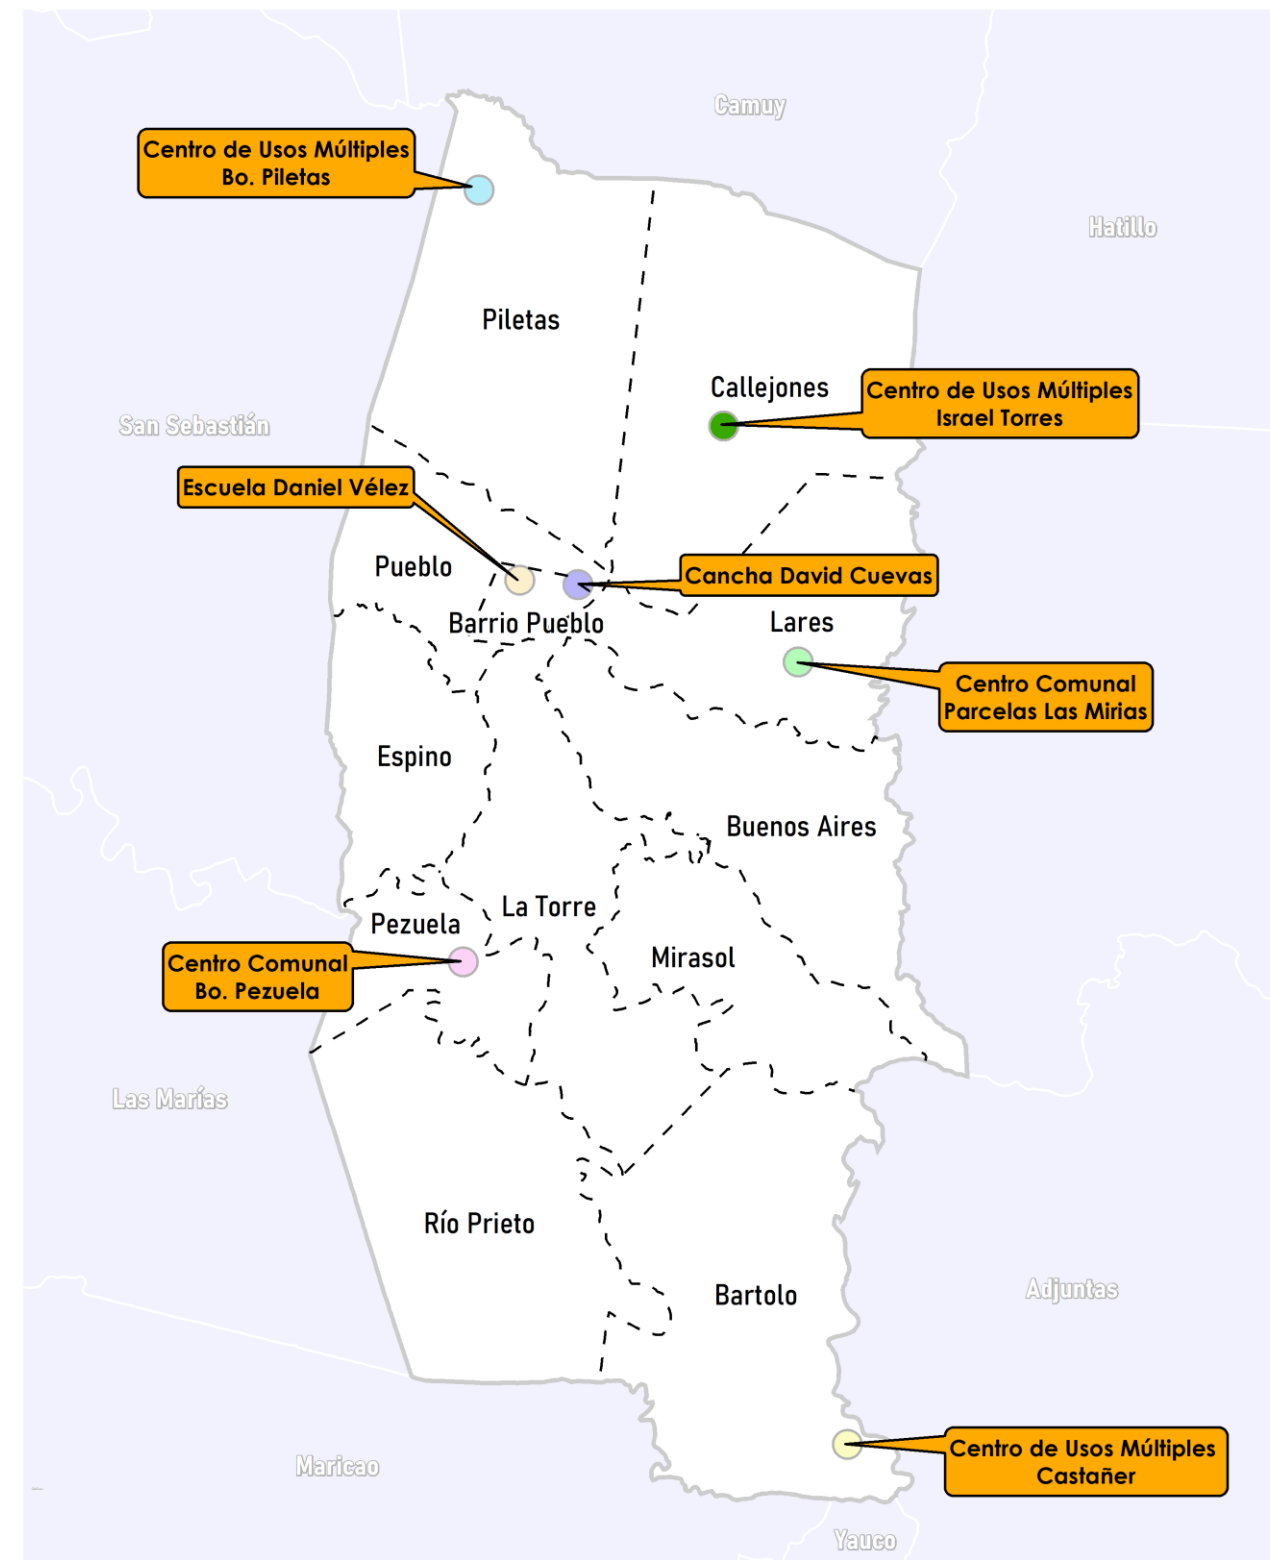 Camuy
Centro de Usos Múltiples
Bo. Piletas
Hatillo
Piletas
Callejones
Centro de Usos Múltiples
Israel Torres
San Sebastián
Escuela Daniel Vélez
Pueblo
Cancha David Cuevas
Barrio Pueblo
Lares
Centro Comunal
Parcelas Las Mirias
Espino
Buenos Aires
La Torre
Pezuela
Mirasol
Centro Comunal
Bo. Pezuela
Las Marías
Río Prieto
Bartolo
Adjuntas
Centro de Usos Múltiples
Castañer
Maricao
Yauco